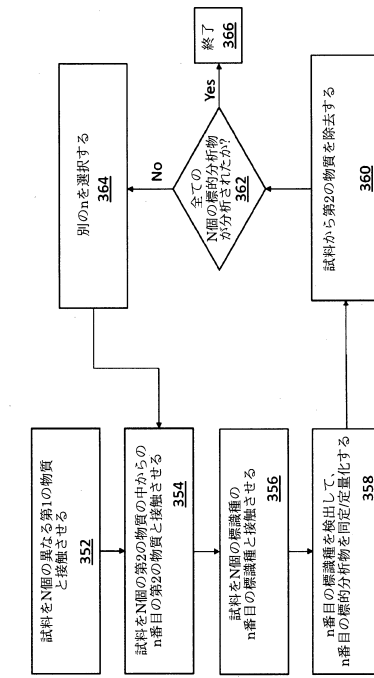 試料をN個の異なる第1の物質
と接触させる
352
試料をN個の第2の物質の中からの
n番目の第2の物質と接触させる
354
試料をN個の標識種の
n番目の標識種と接触させる
356
n番目の標識種を検出して、
n番目の標的分析物を同定/定量化する
358
試料から第2の物質を除去する
360
全ての
N個の標的分析物
が分析されたか?
362
No
Yes
別のnを選択する
364
終了
366